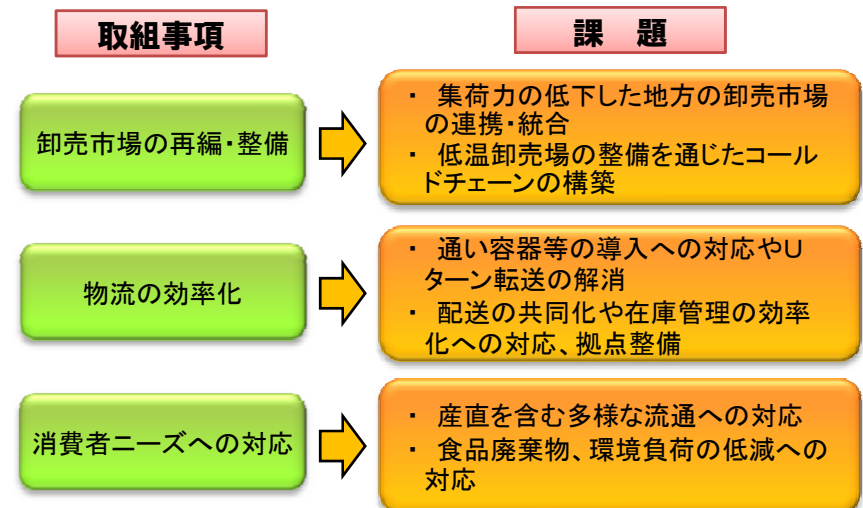 取組事項
課　題
卸売市場の再編・整備
・ 集荷力の低下した地方の卸売市場
の連携・統合
・ 低温卸売場の整備を通じたコール
ドチェーンの構築
物流の効率化
・ 通い容器等の導入への対応やU
ターン転送の解消
・ 配送の共同化や在庫管理の効率
化への対応、拠点整備
消費者ニーズへの対応
・ 産直を含む多様な流通への対応
・ 食品廃棄物、環境負荷の低減への
対応